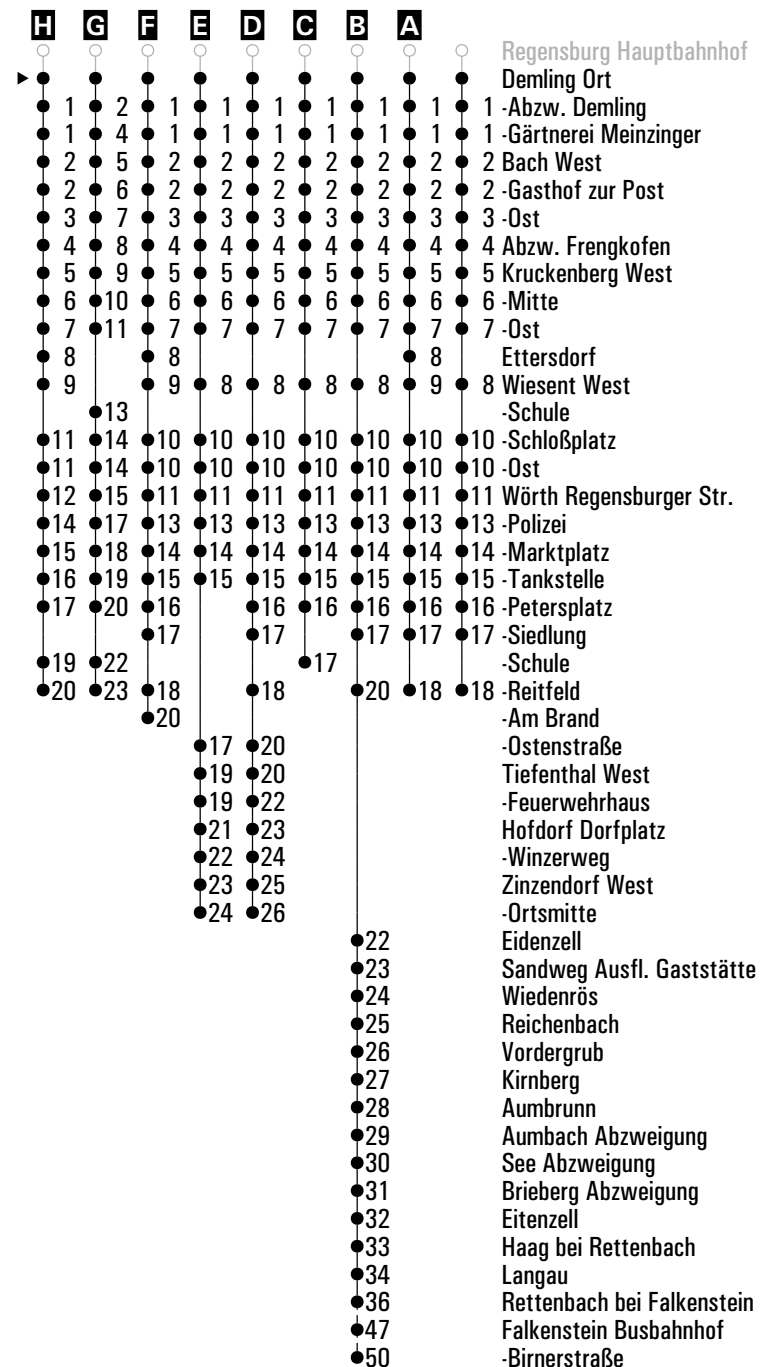 H G F E D C B A
Regensburg Hauptbahnhof
Demling Ort
1 2 1 1 1 1 1 1 1 -Abzw. Demling
1 4 1 1 1 1 1 1 1 -Gärtnerei Meinzinger
2 5 2 2 2 2 2 2 2 Bach West
2 6 2 2 2 2 2 2 2 -Gasthof zur Post
3 7 3 3 3 3 3 3 3 -Ost
4 8 4 4 4 4 4 4 4 Abzw. Frengkofen
5 9 5 5 5 5 5 5 5 Kruckenberg West
6 10 6 6 6 6 6 6 6 -Mitte
7 11 7 7 7 7 7 7 7 -Ost
8 8 8 Ettersdorf
9 9 8 8 8 8 9 8 Wiesent West
13 -Schule
11 14 10 10 10 10 10 10 10 -Schloßplatz
11 14 10 10 10 10 10 10 10 -Ost
12 15 11 11 11 11 11 11 11 Wörth Regensburger Str.
14 17 13 13 13 13 13 13 13 -Polizei
15 18 14 14 14 14 14 14 14 -Marktplatz
16 19 15 15 15 15 15 15 15 -Tankstelle
17 20 16 16 16 16 16 16 -Petersplatz
17 17 17 17 17 -Siedlung
19 22 17 -Schule
20 23 18 18 20 18 18 -Reitfeld
20 -Am Brand
17 20 -Ostenstraße
19 20 Tiefenthal West
19 22 -Feuerwehrhaus
21 23 Hofdorf Dorfplatz
22 24 -Winzerweg
23 25 Zinzendorf West
24 26 -Ortsmitte
22 Eidenzell
23 Sandweg Ausfl. Gaststätte
24 Wiedenrös
25 Reichenbach
26 Vordergrub
27 Kirnberg
28 Aumbrunn
29 Aumbach Abzweigung
30 See Abzweigung
31 Brieberg Abzweigung
32 Eitenzell
33 Haag bei Rettenbach
34 Langau
36 Rettenbach bei Falkenstein
47 Falkenstein Busbahnhof
50 -Birnerstraße